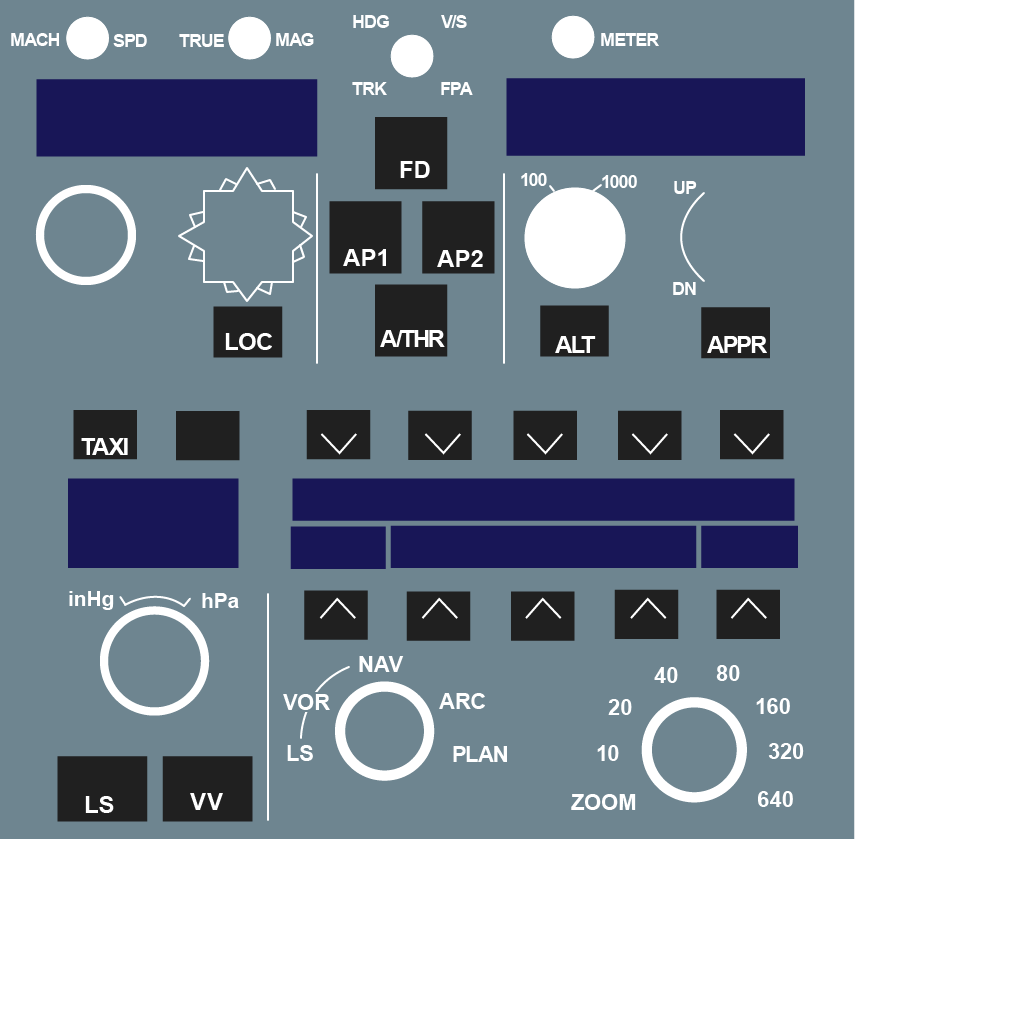 HDG V/S
MACH SPD TRUE MAG METER
TRK FPA
FD
100 1000 UP
AP1 AP2
DN
LOC A/THR ALT APPR
TAXI
inHg hPa
NAV 40 80
VOR ARC 20 160
LS PLAN 10 320
ZOOM 640
LS VV